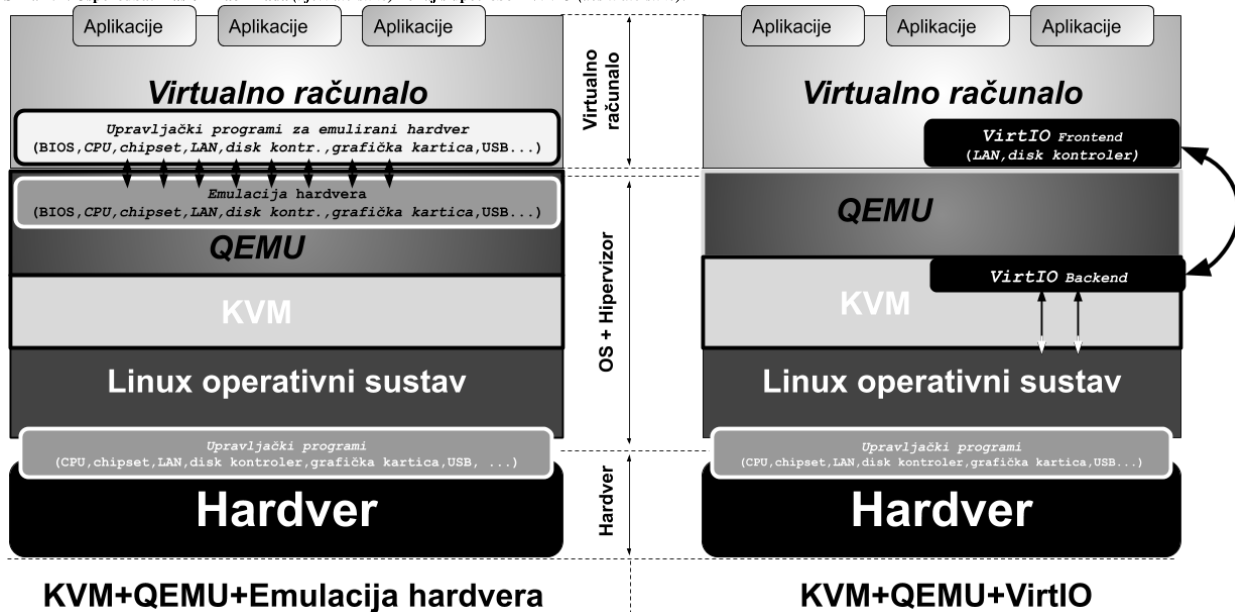 Aplikacije
Aplikacije
Aplikacije
Virtualno računalo
Upravljački programi za emulirani hardver
(BIOS,CPU,chipset,LAN,disk kontr.,grafička kartica,USB...)
Emulacija hardvera
(BIOS,CPU,chipset,LAN,disk kontr.,grafička kartica,USB...)
QEMU
KVM
Linux operativni sustav
Upravljački programi
(CPU,chipset,LAN,disk kontroler,grafička kartica,USB, ...)
Hardver
KVM+QEMU+Emulacija hardvera
Virtualno
računalo
OS + Hipervizor
Hardver
Aplikacije
Aplikacije
Aplikacije
Virtualno računalo
VirtIO Frontend
(LAN,disk kontroler)
QEMU
VirtIO Backend
KVM
Linux operativni sustav
Upravljački programi
(CPU,chipset,LAN,disk kontroler,grafička kartica,USB...)
Hardver
KVM+QEMU+VirtIO